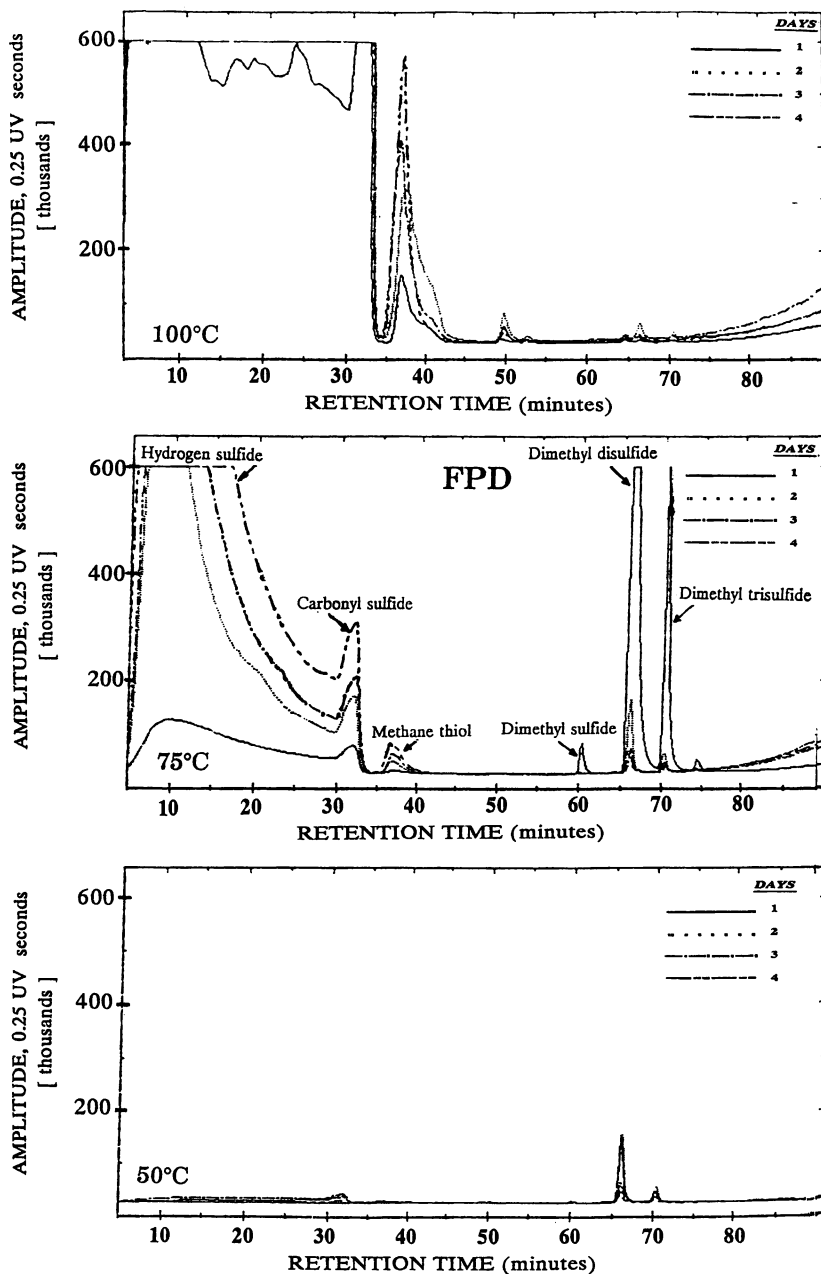 DAYS
600
1
2
3
400
4
200
AMPLITUDE, 0.25 UV seconds
[ thousands ]
100°C
10 20 30 40 50 60 70 80
RETENTION TIME (minutes)
DAYS
Hydrogen sulfide
FPD
Dimethyl disulfide
600
1
2
3
400
4
Carbonyl sulfide
Dimethyl trisulfide
200
AMPLITUDE, 0.25 UV seconds
[ thousands ]
Methane thiol
Dimethyl sulfide
75°C
10 20 30 40 50 60 70 80
RETENTION TIME (minutes)
DAYS
600
1
2
3
400
4
200
AMPLITUDE, 0.25 UV seconds
[ thousands ]
50°C
10 20 30 40 50 60 70 80
RETENTION TIME (minutes)